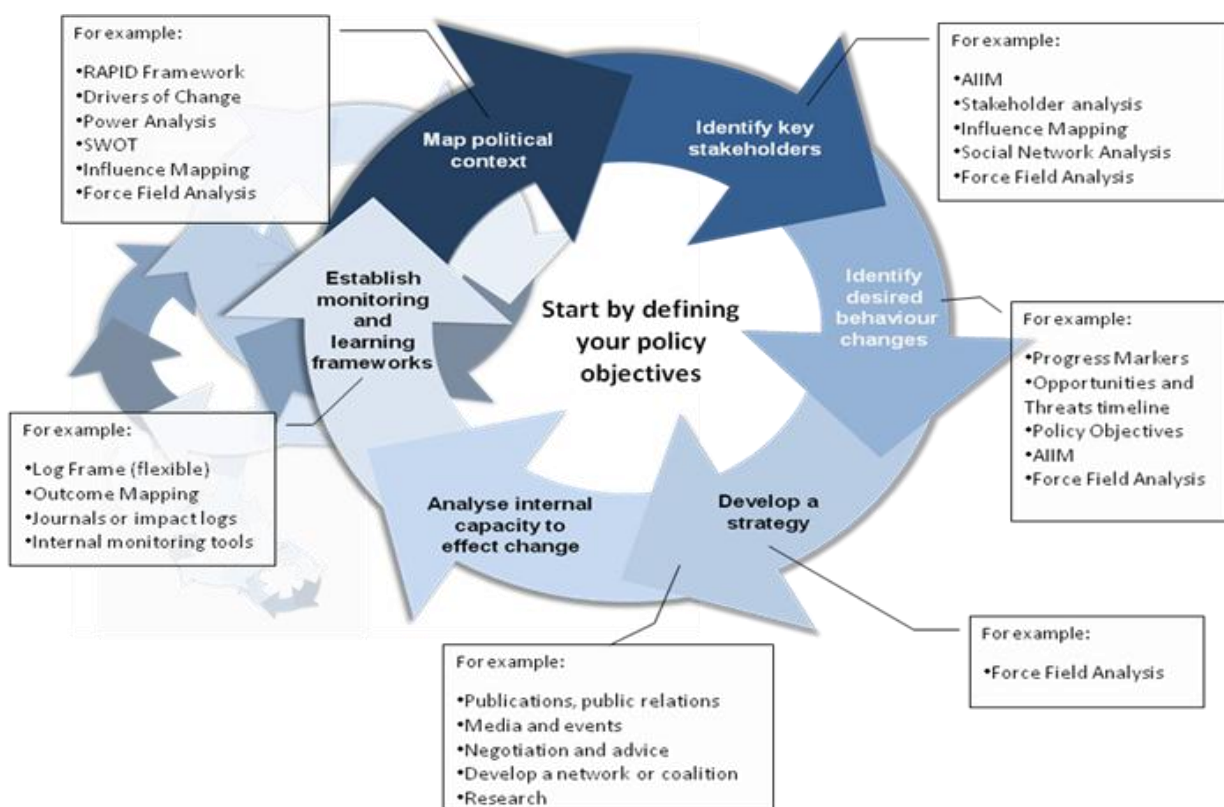 For example:
•RAPID Framework
•Drivers of Change
•Power Analysis
•SWOT
•Influence Mapping
•Force Field Analysis
Map political
context
Identify key
stakeholders
For example:
•AIIM
•Stakeholder analysis
•Influence Mapping
•Social Network Analysis
•Force Field Analysis
Establish
monitoring
and
learning
frameworks
Start by defining
your policy
objectives
Identify
desired
behaviour
changes
For example:
•Progress Markers
•Opportunities and
Threats timeline
•Policy Objectives
•AIIM
•Force Field Analysis
For example:
•Log Frame (flexible)
•Outcome Mapping
•Journals or impact logs
•Internal monitoring tools
Analyse internal
capacity to
effect change
Develop a
strategy
For example:
•Force Field Analysis
For example:
•Publications, public relations
•Media and events
•Negotiation and advice
•Develop a network or coalition
•Research